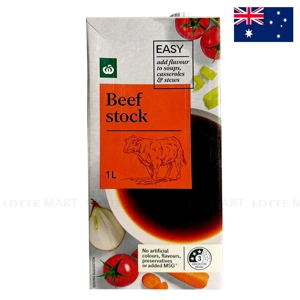 EASY
add flavour
to soups,
casseroles
& stews
Beef
stock
1 L
LOTTE MART
LOTTE MART
No artificial
colours, flavours,
preservatives
or added MSG